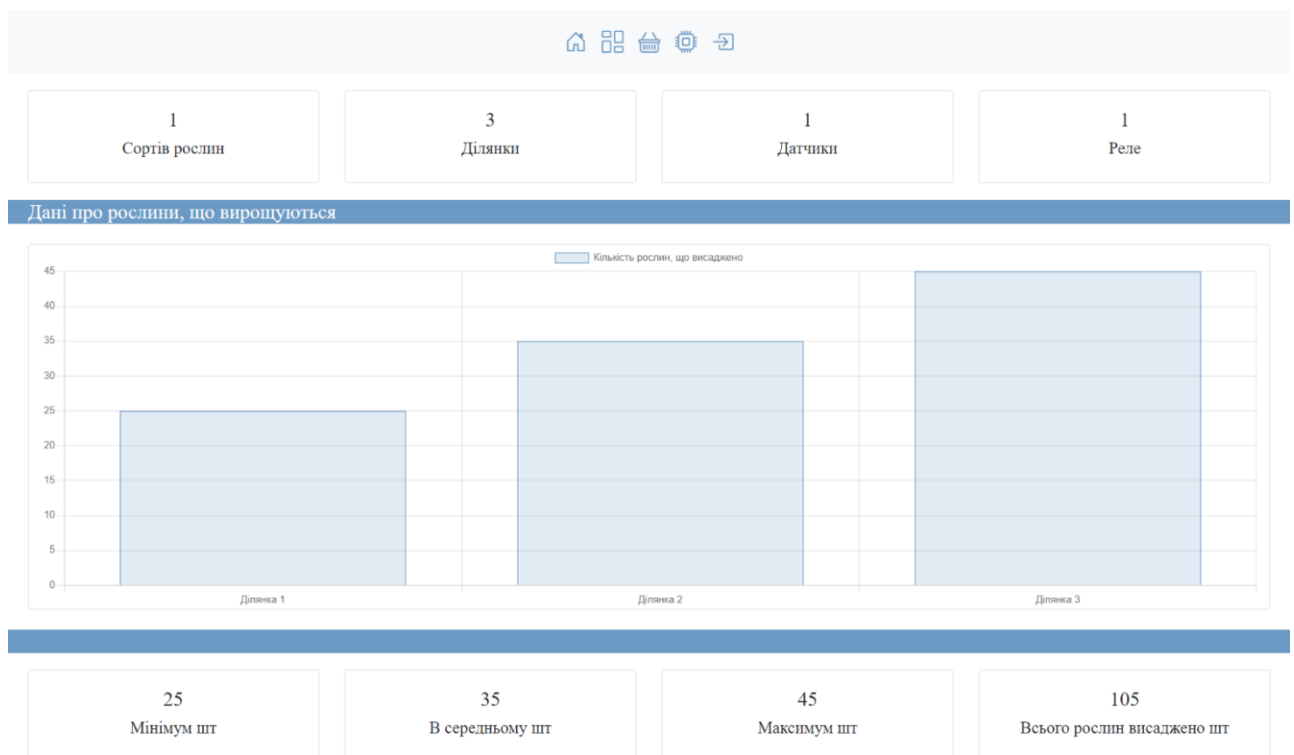 1 3 1 1
Сортів рослин Ділянки Датчики Реле
Дані про рослини, що вирощуються
Кількість рослин, що висаджено
45
40
35
30
25
20
15
10
5
0
Ділянка 1 Ділянка 2 Ділянка 3
25 35 45 105
Мінімум шт В середньому шт Максимум шт Всього рослин висаджено шт